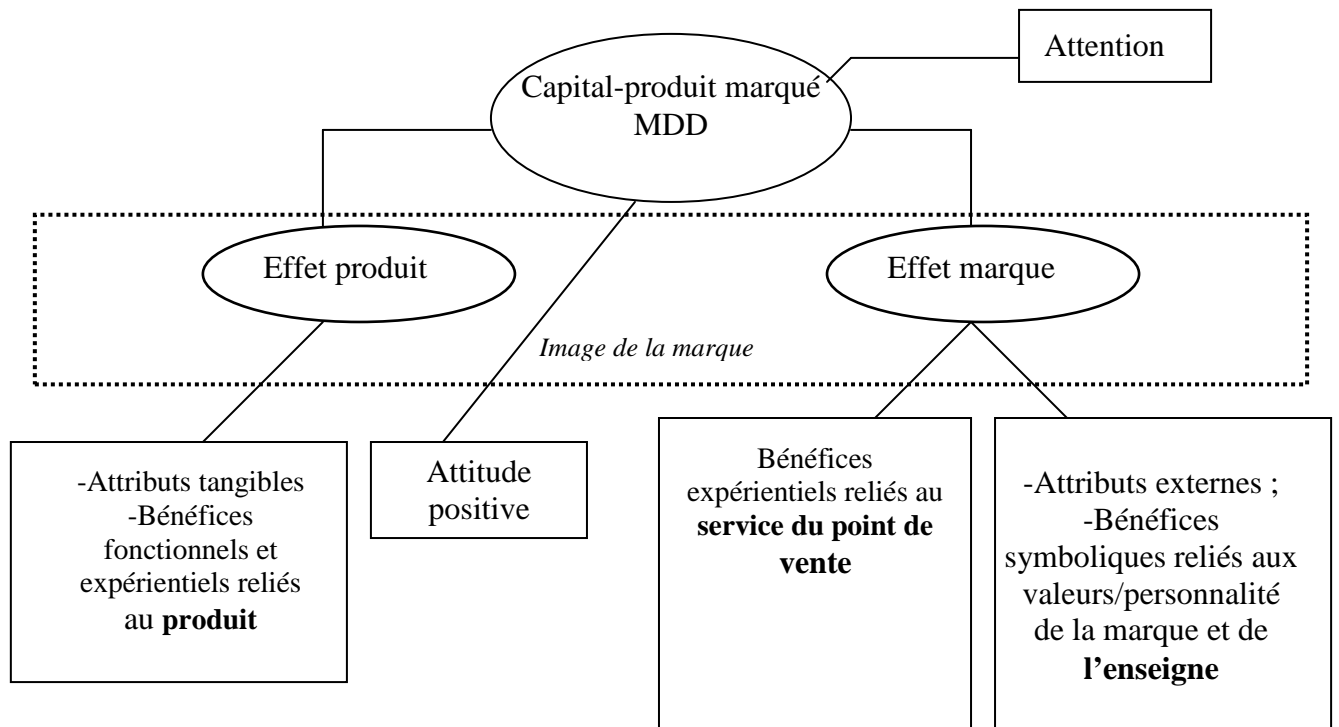 Attention
Capital-produit marqué
MDD
Effet produit
Effet marque
Image de la marque
-Attributs tangibles
-Bénéfices
fonctionnels et
expérientiels reliés
au produit
Attitude
positive
Bénéfices
expérientiels reliés au
service du point de
vente
-Attributs externes ;
-Bénéfices
symboliques reliés aux
valeurs/personnalité
de la marque et de
l’enseigne